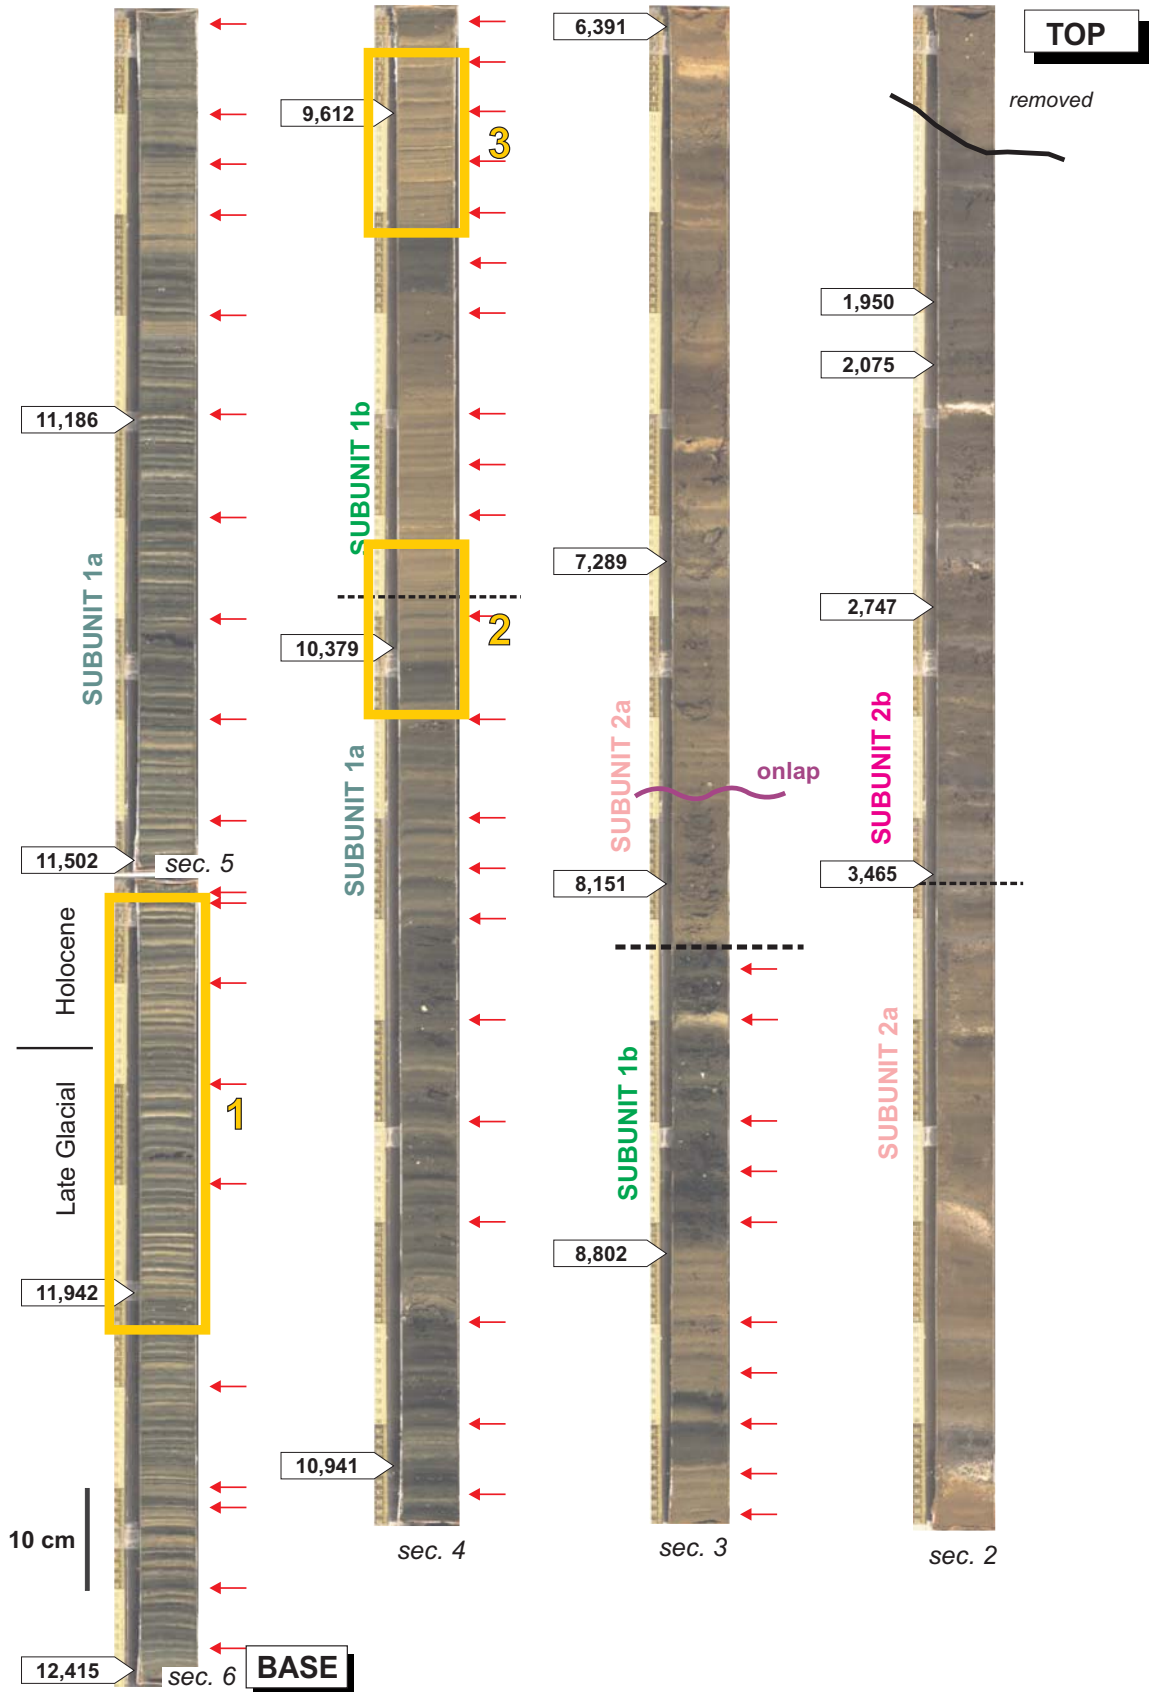 TOP
removed
6,391
9,612
3
1,950
2,075
11,186
SUBUNIT 1b
7,289
SUBUNIT 1a
2
2,747
10,379
SUBUNIT 2a
SUBUNIT 2b
onlap
SUBUNIT 1a
11,502
sec. 5
8,151
3,465
Holocene
Late Glacial
1
SUBUNIT 1b
SUBUNIT 2a
8,802
11,942
10,941
10 cm
sec. 4
sec. 3
sec. 2
12,415
sec. 6
BASE